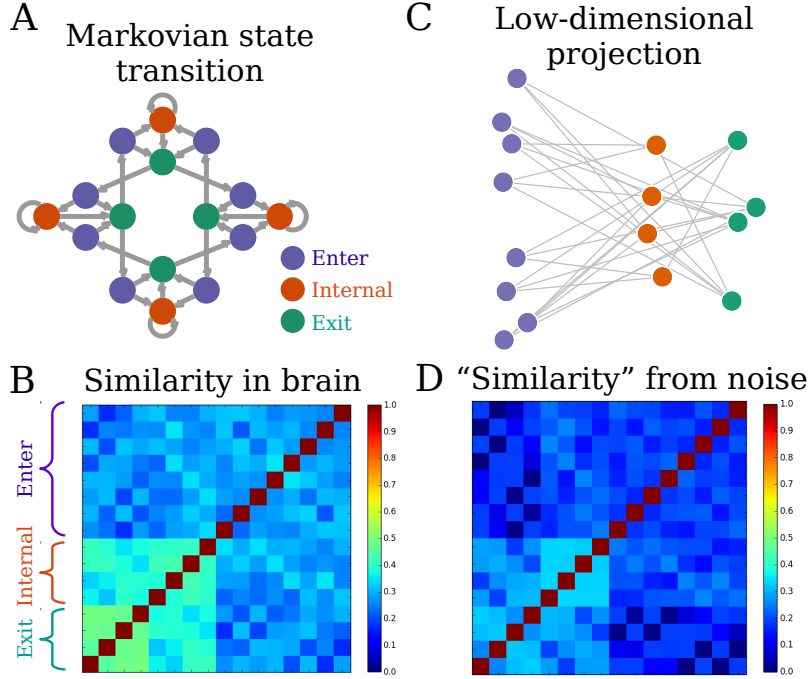 A
Markovian state
transition
Enter
Internal
Exit
C
Low-dimensional
projection
B
Similarity in brain
Enter
Internal
Exit
1.0
0.9
0.8
0.7
0.6
0.5
0.4
0.3
0.2
0.1
0.0
D
“Similarity” from noise
1.0
0.9
0.8
0.7
0.6
0.5
0.4
0.3
0.2
0.1
0.0